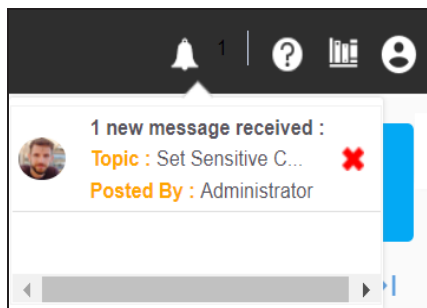 1
1 new message received :
Topic : Set Sensitive C...
Posted By : Administrator